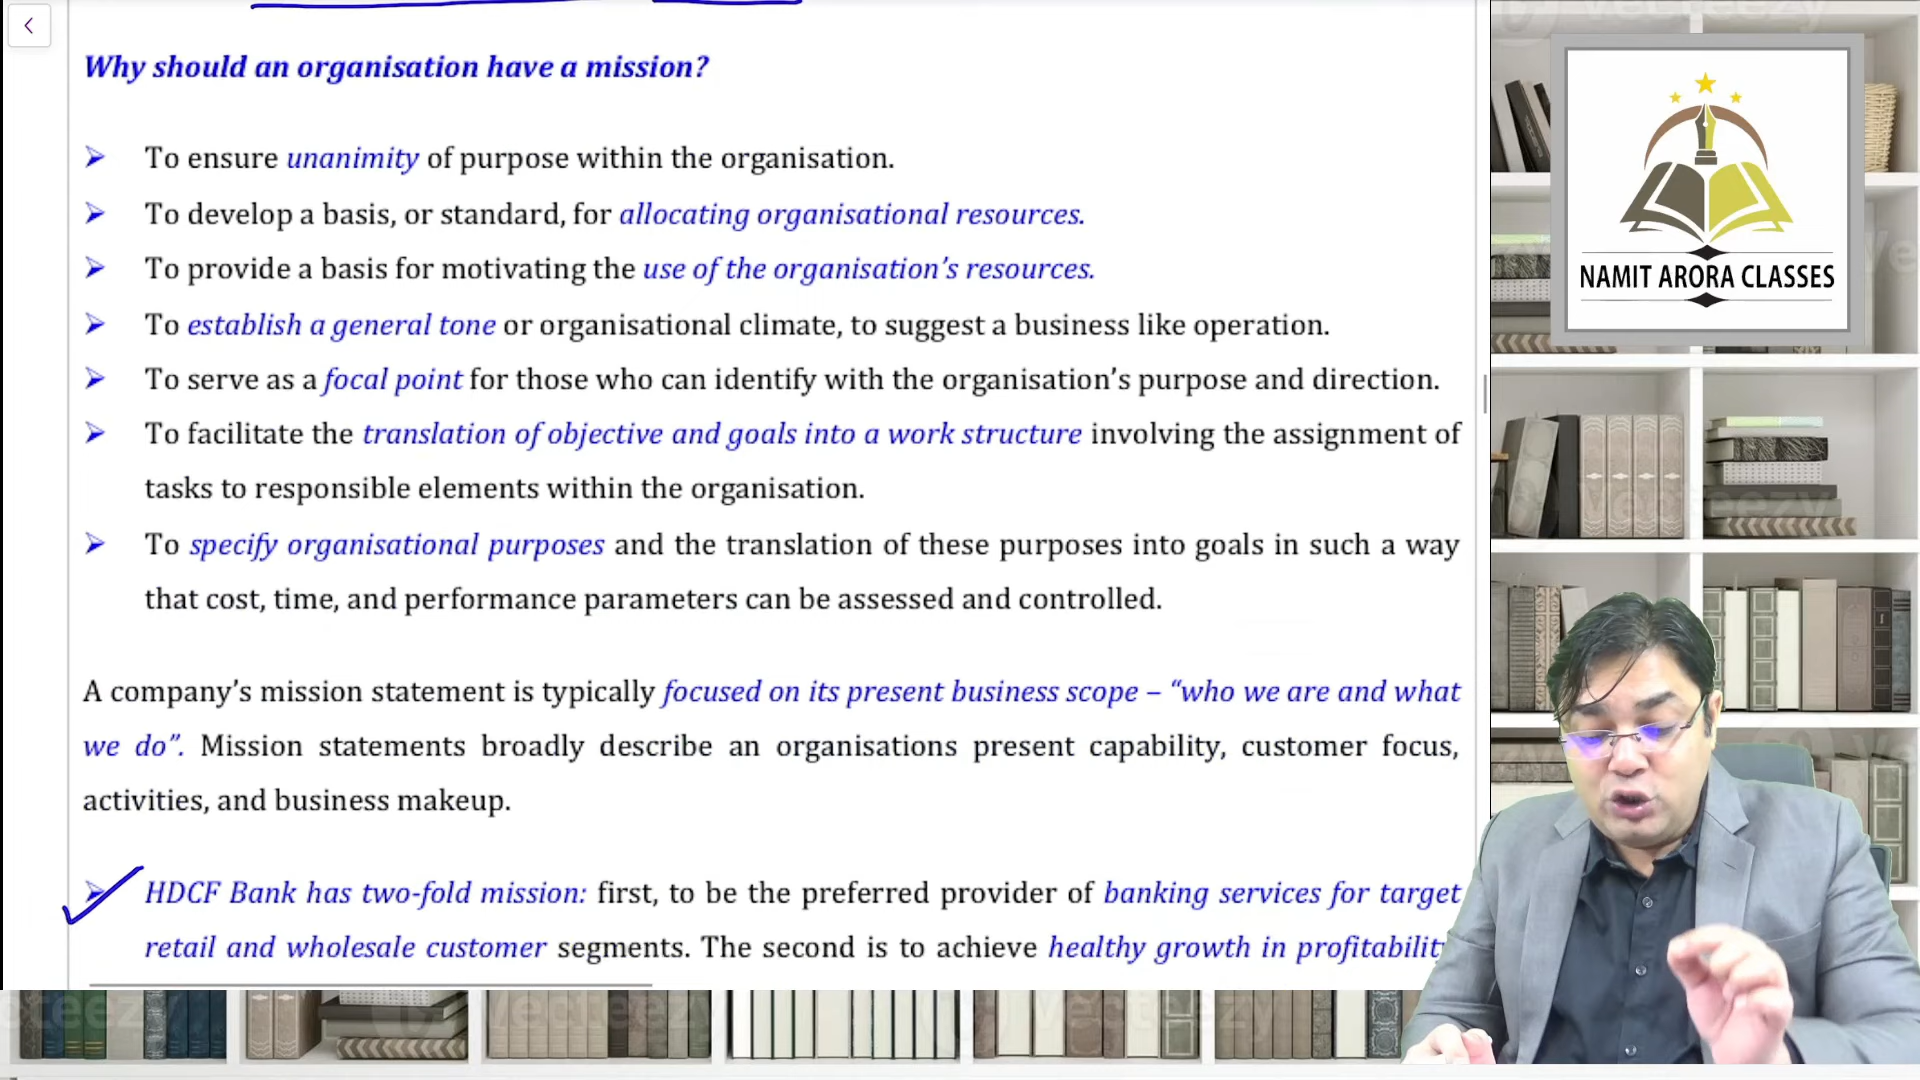 Why should an organisation have a mission?
To ensure unanimity of purpose within the organisation.
To develop a basis, or standard, for allocating organisational resources.
To provide a basis for motivating the use of the organisation’s resources.
To establish a general tone or organisational climate, to suggest a business like operation.
To serve as a focal point for those who can identify with the organisation’s purpose and direction.
To facilitate the translation of objective and goals into a work structure involving the assignment of
tasks to responsible elements within the organisation.
To specify organisational purposes and the translation of these purposes into goals in such a way
that cost, time, and performance parameters can be assessed and controlled.
A company’s mission statement is typically focused on its present business scope – “who we are and what
we do”. Mission statements broadly describe an organisations present capability, customer focus,
activities, and business makeup.
HDCF Bank has two-fold mission: first, to be the preferred provider of banking services for target
retail and wholesale customer segments. The second is to achieve healthy growth in profitability
NAMIT ARORA CLASSES